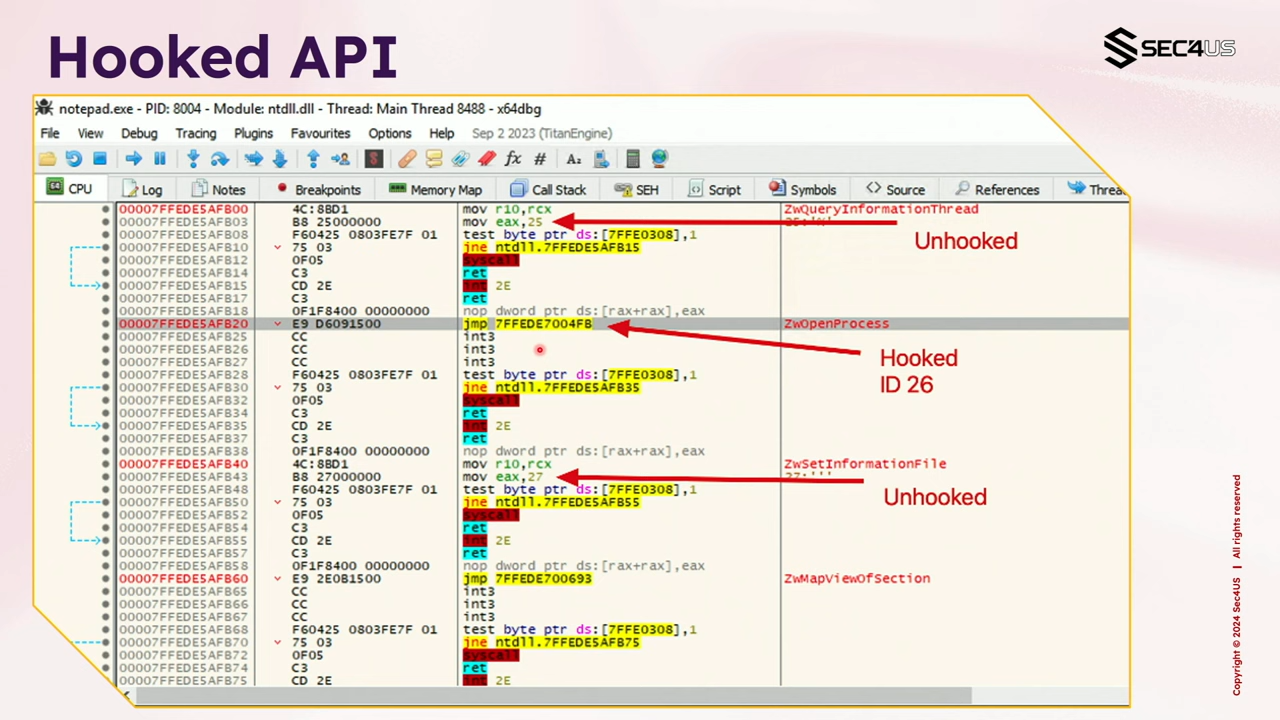 Hooked API
SEC4US
notepad.exe - PID: 8004 - Module: ntdll.dll - Thread: Main Thread 8488 - x64dbg
File View Debug Tracing Plugins Favourites Options Help Sep 2 2023 (TitanEngine)
CPU Log Notes Breakpoints Memory Map Call Stack SEH Script Symbols Source References Threa
00007FFEDE5AFB00 4C:8BD1 mov r10,rcx ZwQueryInformationThread
00007FFEDE5AFB03 B8 25000000 mov eax,25
Unhooked
00007FFEDE5AFB08 F60425 0803FE7F 01 test byte ptr ds:[7FFE0308],1
00007FFEDE5AFB10 75 03 jne ntdll.7FFEDE5AFB15
00007FFEDE5AFB12 0F05 syscall
00007FFEDE5AFB14 C3 ret
00007FFEDE5AFB15 CD 2E int 2E
00007FFEDE5AFB17 C3 ret
00007FFEDE5AFB18 0F1F8400 00000000 nop dword ptr ds:[rax+rax],eax
00007FFEDE5AFB20 E9 D6091500 jmp 7FFEDE7004FB ZwOpenProcess
00007FFEDE5AFB25 CC int3
00007FFEDE5AFB26 CC int3
00007FFEDE5AFB27 CC int3
Hooked
ID 26
00007FFEDE5AFB28 F60425 0803FE7F 01 test byte ptr ds:[7FFE0308],1
00007FFEDE5AFB30 75 03 jne ntdll.7FFEDE5AFB35
00007FFEDE5AFB32 0F05 syscall
00007FFEDE5AFB34 C3 ret
00007FFEDE5AFB35 CD 2E int 2E
00007FFEDE5AFB37 C3 ret
00007FFEDE5AFB38 0F1F8400 00000000 nop dword ptr ds:[rax+rax],eax
00007FFEDE5AFB40 4C:8BD1 mov r10,rcx ZwSetInformationFile
00007FFEDE5AFB43 B8 27000000 mov eax,27
Unhooked
00007FFEDE5AFB48 F60425 0803FE7F 01 test byte ptr ds:[7FFE0308],1
00007FFEDE5AFB50 75 03 jne ntdll.7FFEDE5AFB55
00007FFEDE5AFB52 0F05 syscall
00007FFEDE5AFB54 C3 ret
00007FFEDE5AFB55 CD 2E int 2E
00007FFEDE5AFB57 C3 ret
00007FFEDE5AFB58 0F1F8400 00000000 nop dword ptr ds:[rax+rax],eax
00007FFEDE5AFB60 E9 2E0B1500 jmp 7FFEDE700693 ZwMapViewOfSection
00007FFEDE5AFB65 CC int3
00007FFEDE5AFB66 CC int3
00007FFEDE5AFB67 CC int3
00007FFEDE5AFB68 F60425 0803FE7F 01 test byte ptr ds:[7FFE0308],1
00007FFEDE5AFB70 75 03 jne ntdll.7FFEDE5AFB75
00007FFEDE5AFB72 0F05 syscall
00007FFEDE5AFB74 C3 ret
00007FFEDE5AFB75 CD 2E int 2E
Copyright © 2024 Sec4US | All rights reserved